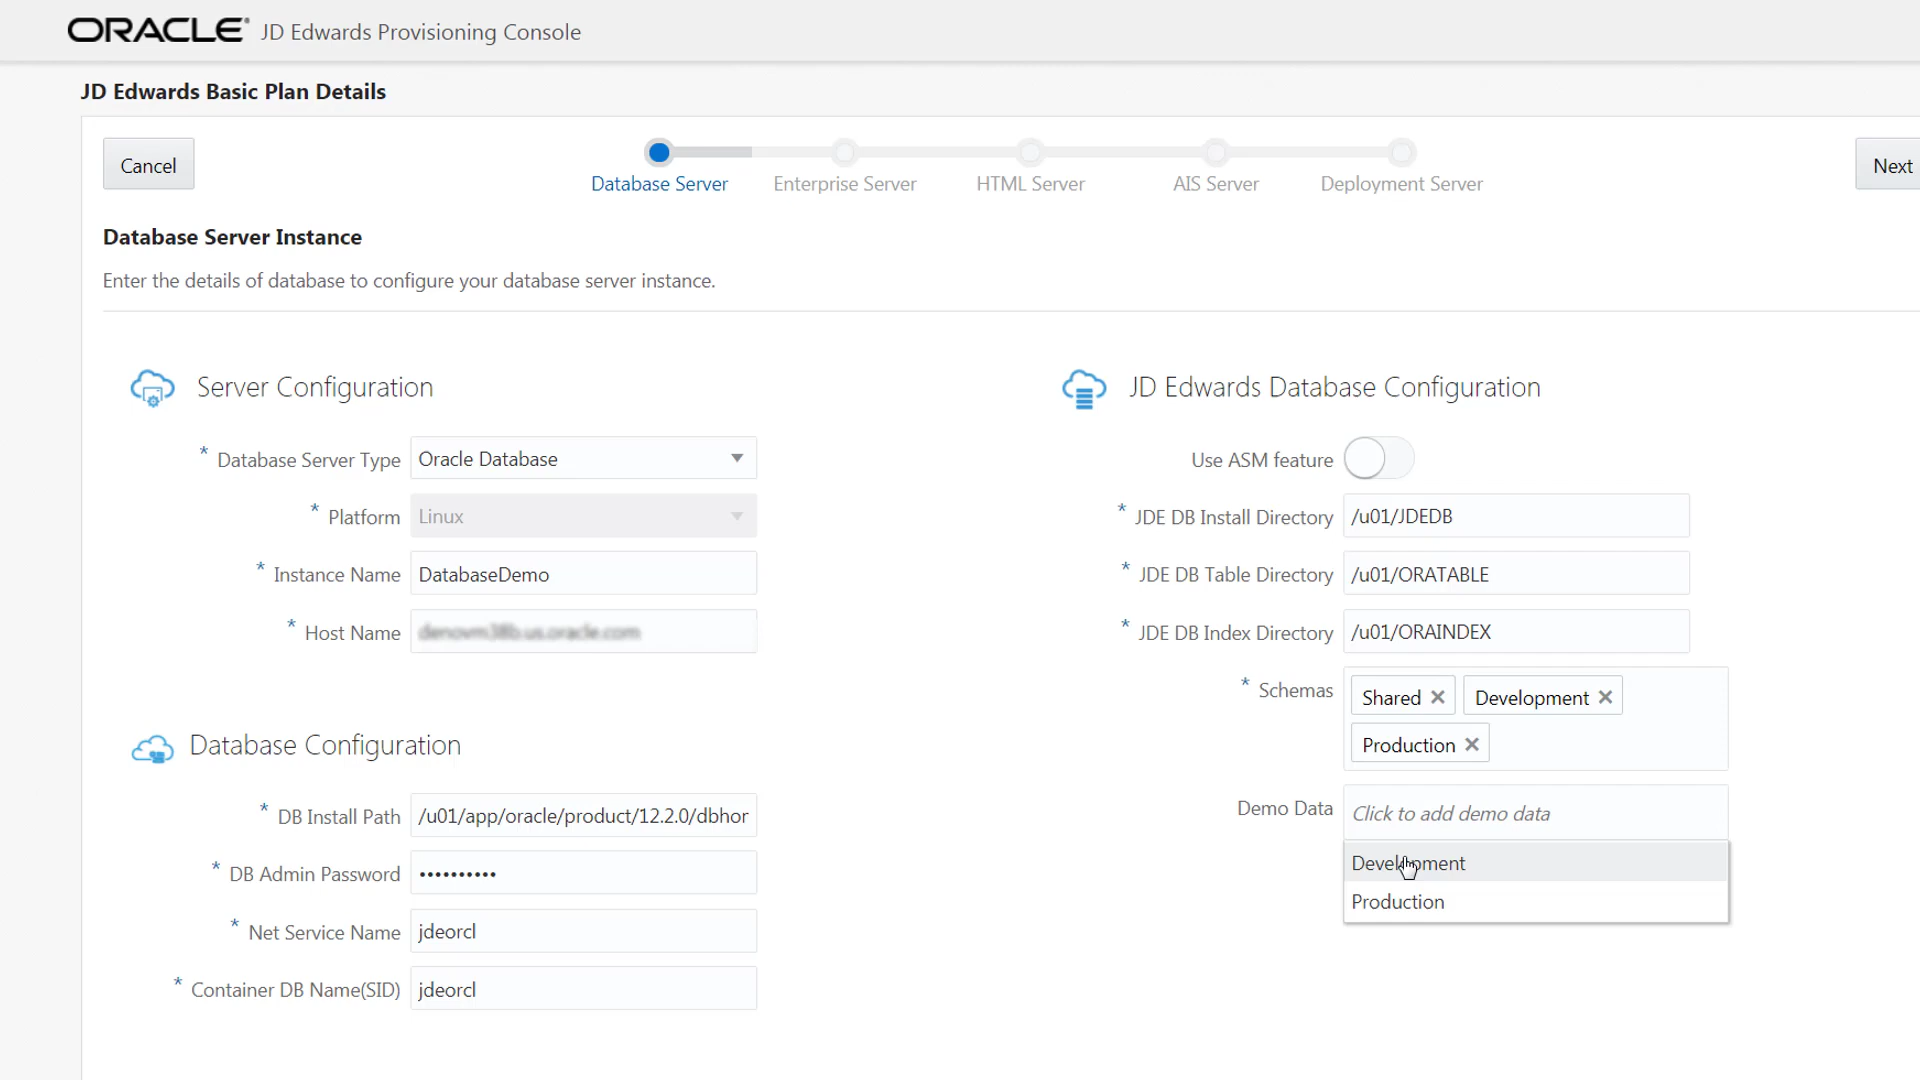 ORACLE® JD Edwards Provisioning Console
JD Edwards Basic Plan Details
Cancel
Database Server
Enterprise Server
HTML Server
AIS Server
Deployment Server
Next
Database Server Instance
Enter the details of database to configure your database server instance.
Server Configuration
* Database Server Type Oracle Database
* Platform Linux
* Instance Name DatabaseDemo
* Host Name
Database Configuration
* DB Install Path /u01/app/oracle/product/12.2.0/dbhor
* DB Admin Password ••••••••••
* Net Service Name jdeorcl
* Container DB Name(SID) jdeorcl
JD Edwards Database Configuration
Use ASM feature
* JDE DB Install Directory /u01/JDEDB
* JDE DB Table Directory /u01/ORATABLE
* JDE DB Index Directory /u01/ORAINDEX
* Schemas Shared ✕ Development ✕
Production ✕
Demo Data Click to add demo data
Development
Production